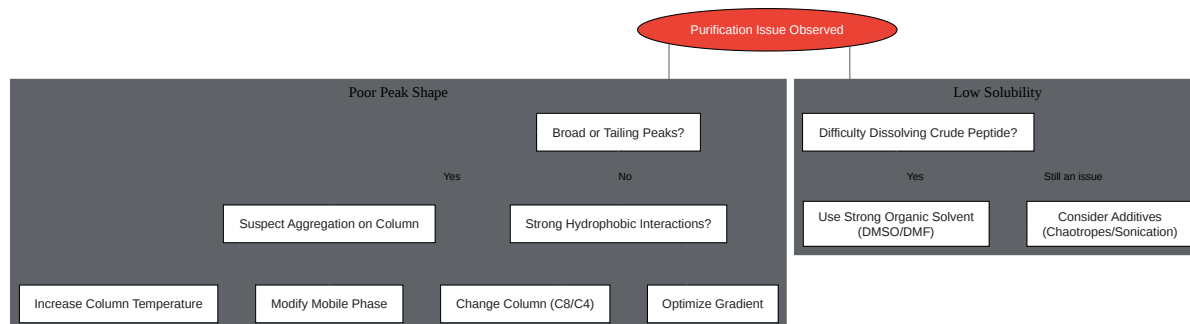 Purification Issue Observed
Poor Peak Shape
Low Solubility
Broad or Tailing Peaks?
Difficulty Dissolving Crude Peptide?
Yes
No
Yes
Still an issue
Suspect Aggregation on Column
Strong Hydrophobic Interactions?
Use Strong Organic Solvent
(DMSO/DMF)
Consider Additives
(Chaotropes/Sonication)
Increase Column Temperature
Modify Mobile Phase
Change Column (C8/C4)
Optimize Gradient